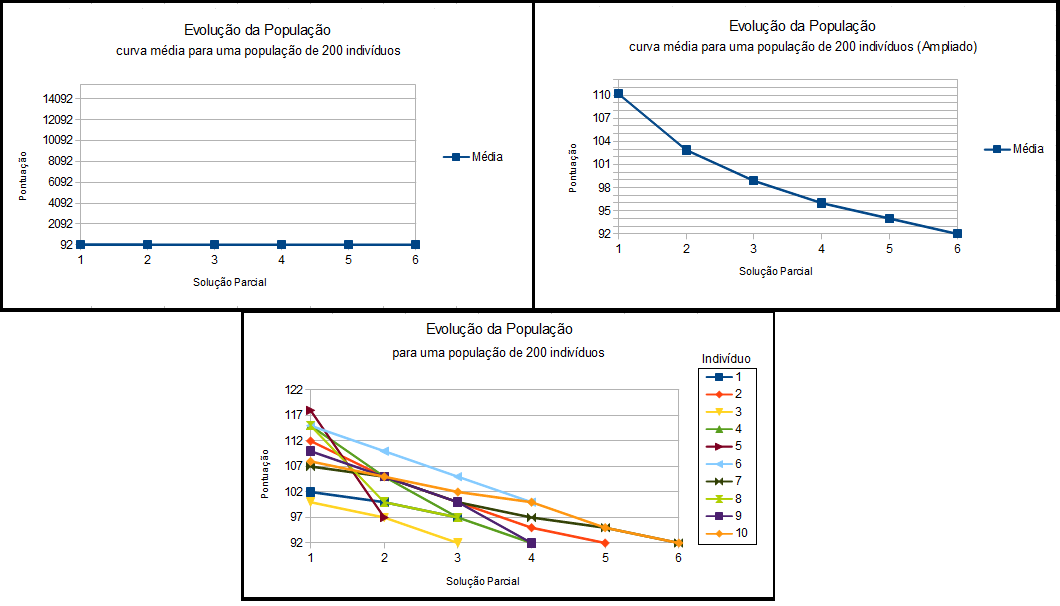 Evolução da População
curva média para uma população de 200 indivíduos
14092
12092
10092
8092
6092
4092
2092
92
1 2 3 4 5 6
Pontuação
Solução Parcial
Média
Evolução da População
curva média para uma população de 200 indivíduos (Ampliado)
110
107
104
101
98
95
92
1 2 3 4 5 6
Pontuação
Solução Parcial
Média
Evolução da População
para uma população de 200 indivíduos
122
117
112
107
102
97
92
1 2 3 4 5 6
Pontuação
Solução Parcial
Indivíduo
1
2
3
4
5
6
7
8
9
10